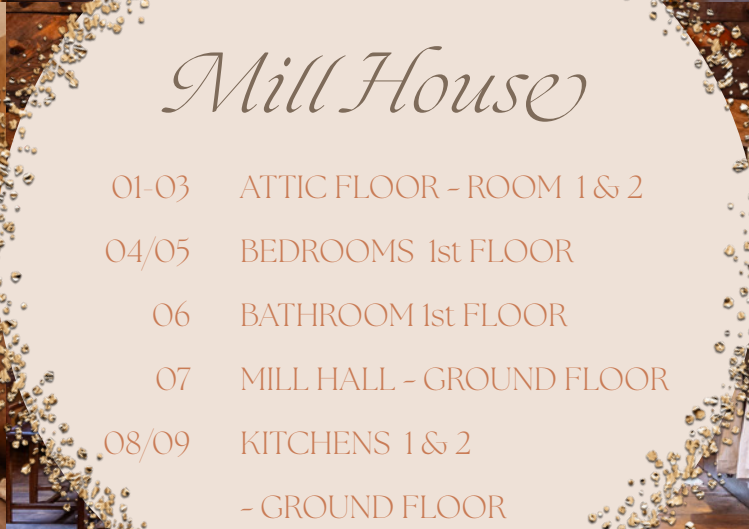 Mill House
01-03 ATTIC FLOOR - ROOM 1 & 2
04/05 BEDROOMS 1st FLOOR
06 BATHROOM 1st FLOOR
07 MILL HALL - GROUND FLOOR
08/09 KITCHENS 1 & 2
- GROUND FLOOR